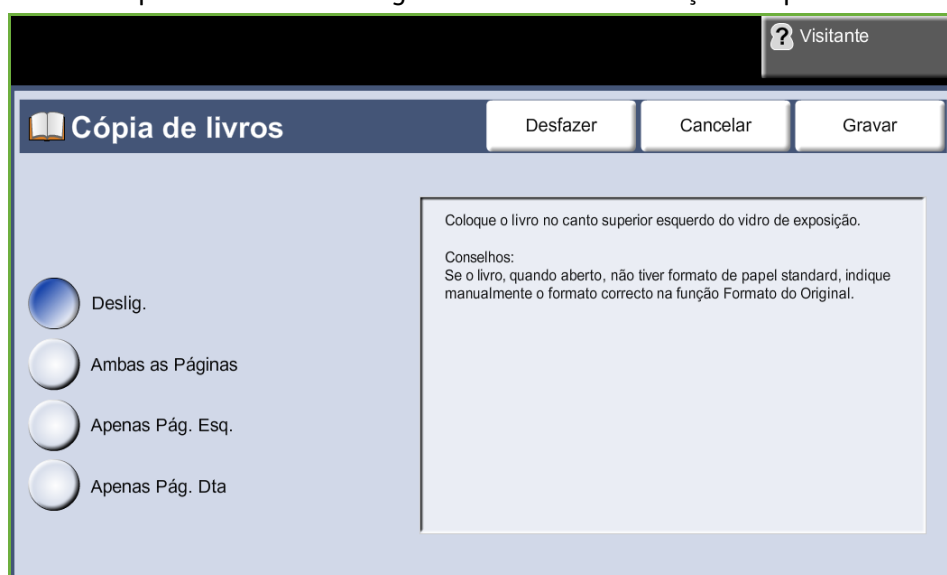 Visitante
Cópia de livros
Desfazer
Cancelar
Gravar
Coloque o livro no canto superior esquerdo do vidro de exposição.
Conselhos:
Se o livro, quando aberto, não tiver formato de papel standard, indique
manualmente o formato correcto na função Formato do Original.
Deslig.
Ambas as Páginas
Apenas Pág. Esq.
Apenas Pág. Dta